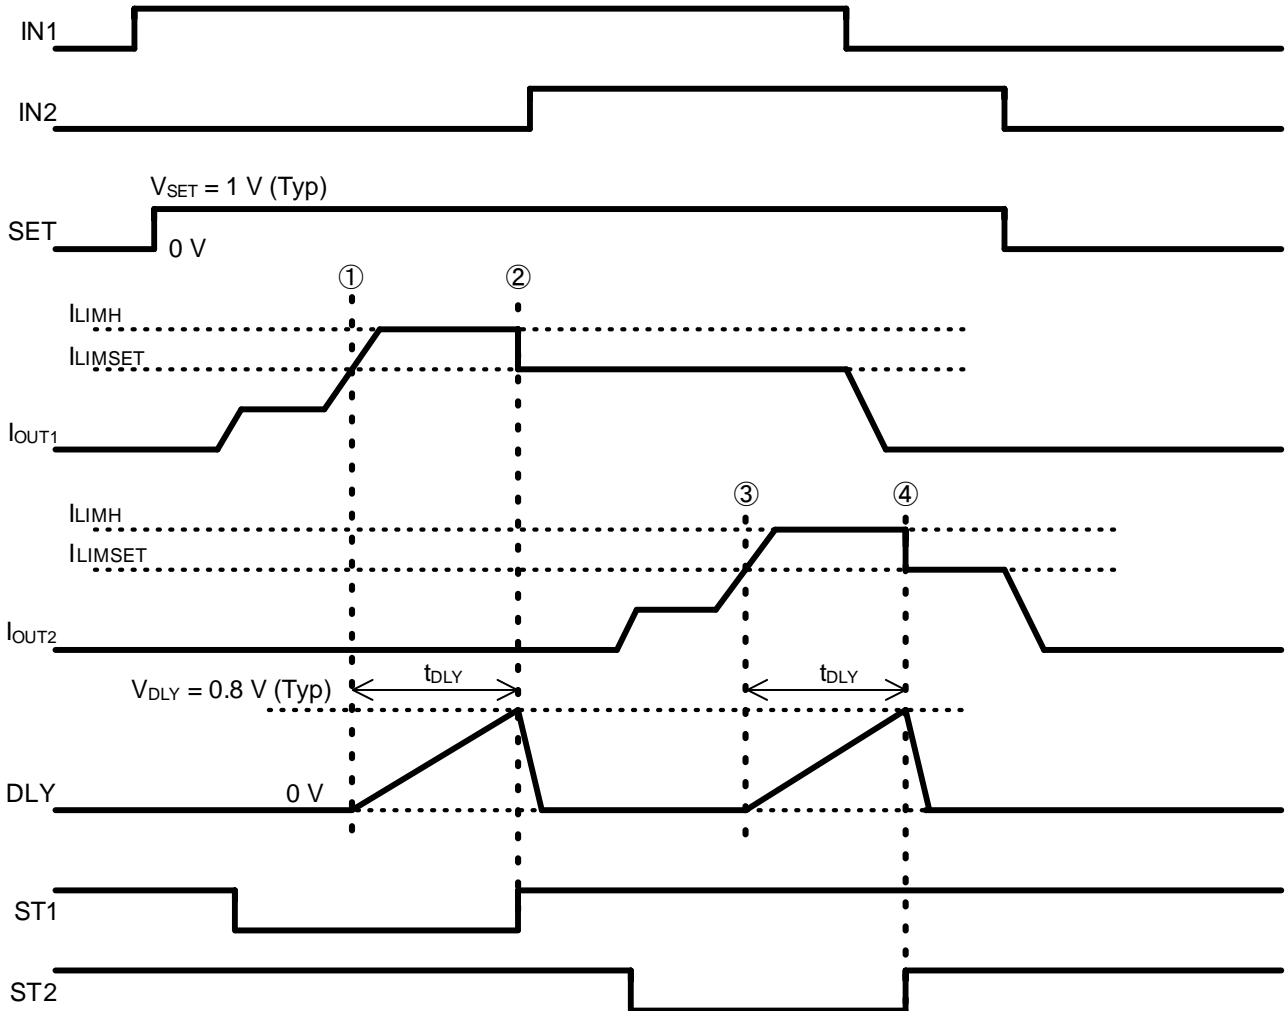 IN1
IN2
VSET = 1 V (Typ)
SET
0 V
① ②
ILIMH
ILIMSET
IOUT1
③ ④
ILIMH
ILIMSET
IOUT2
tDLY tDLY
VDLY = 0.8 V (Typ)
0 V
DLY
ST1
ST2